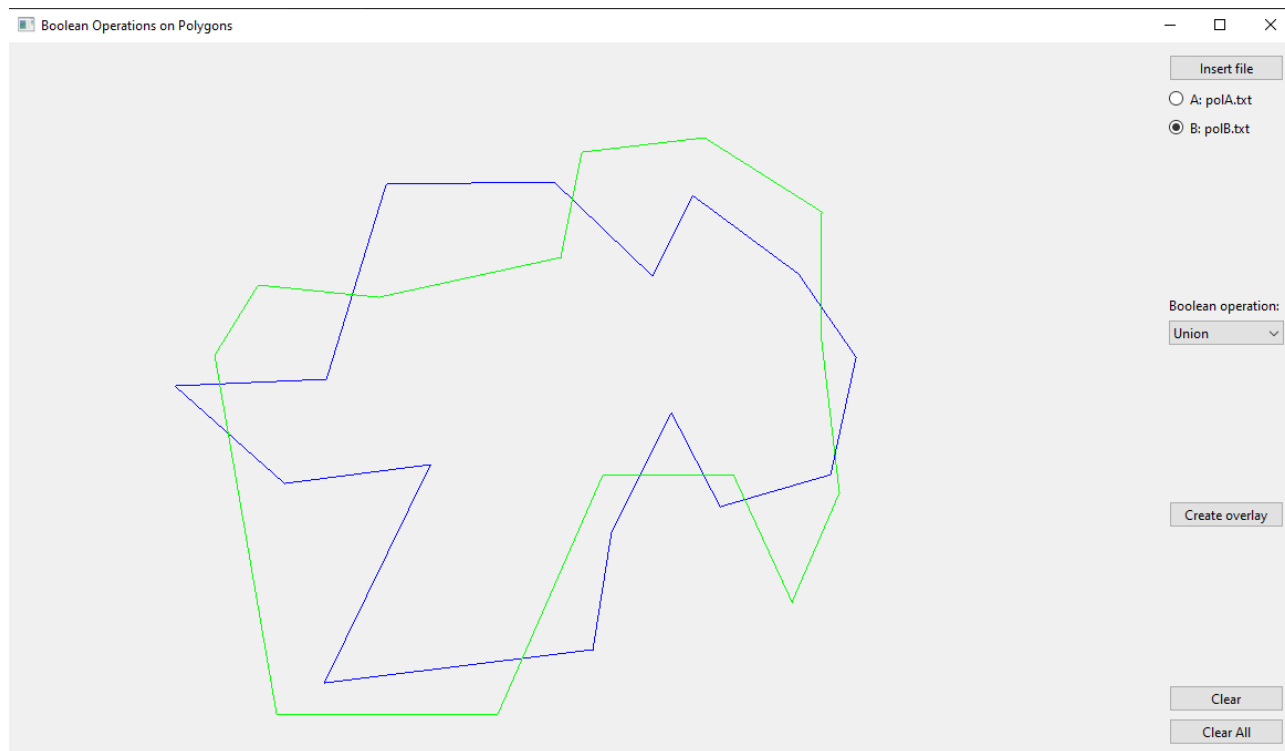 Boolean Operations on Polygons
Insert file
A: polA.txt
B: polB.txt
Boolean operation:
Union
Create overlay
Clear
Clear All